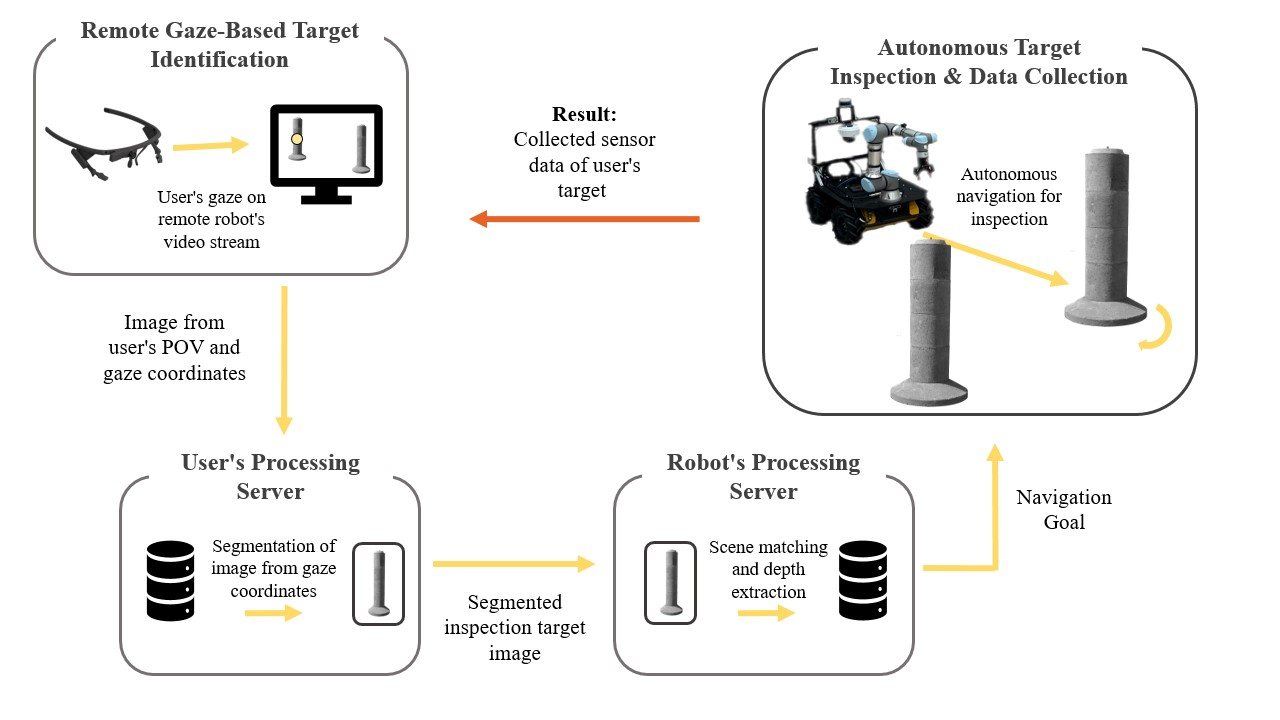 Remote Gaze-Based Target
Identification
User's gaze on
remote robot's
video stream
Result:
Collected sensor
data of user's
target
Autonomous Target
Inspection & Data Collection
Autonomous
navigation for
inspection
Image from
user's POV and
gaze coordinates
User's Processing
Server
Segmentation of
image from gaze
coordinates
Segmented
inspection target
image
Robot's Processing
Server
Scene matching
and depth
extraction
Navigation
Goal